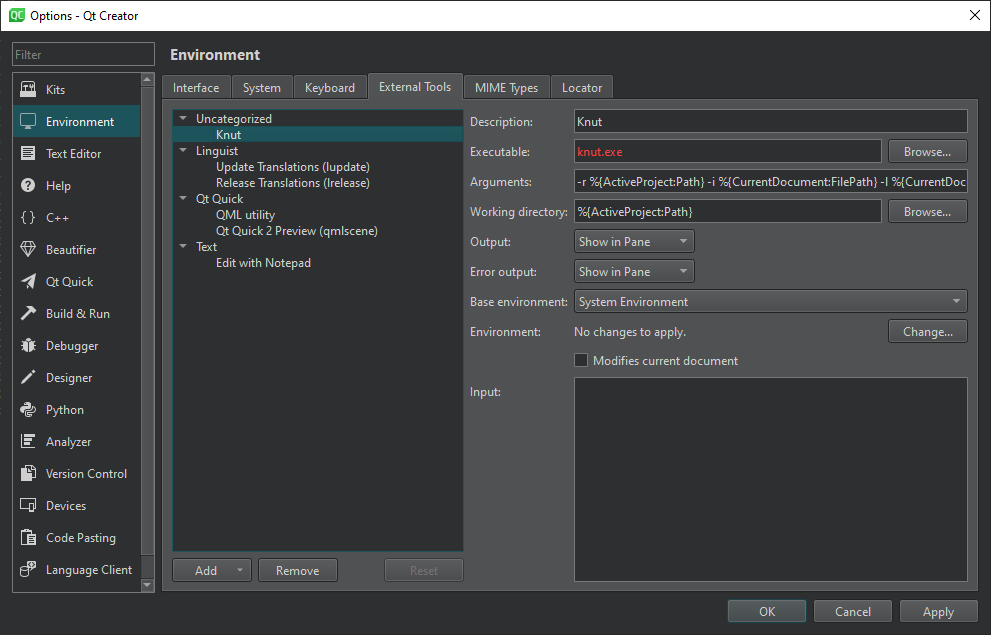 QC Options - Qt Creator
Filter
Kits
Environment
Text Editor
Help
C++
Beautifier
Qt Quick
Build & Run
Debugger
Designer
Python
Analyzer
Version Control
Devices
Code Pasting
Language Client
Environment
Interface System Keyboard External Tools MIME Types Locator
Uncategorized
Knut
Linguist
Update Translations (lupdate)
Release Translations (lrelease)
Qt Quick
QML utility
Qt Quick 2 Preview (qmlscene)
Text
Edit with Notepad
Add Remove Reset
Description: Knut
Executable: knut.exe Browse...
Arguments: -r %{ActiveProject:Path} -i %{CurrentDocument:FilePath} -l %{CurrentDoc
Working directory: %{ActiveProject:Path} Browse...
Output: Show in Pane
Error output: Show in Pane
Base environment: System Environment
Environment: No changes to apply. Change...
Modifies current document
Input:
OK Cancel Apply